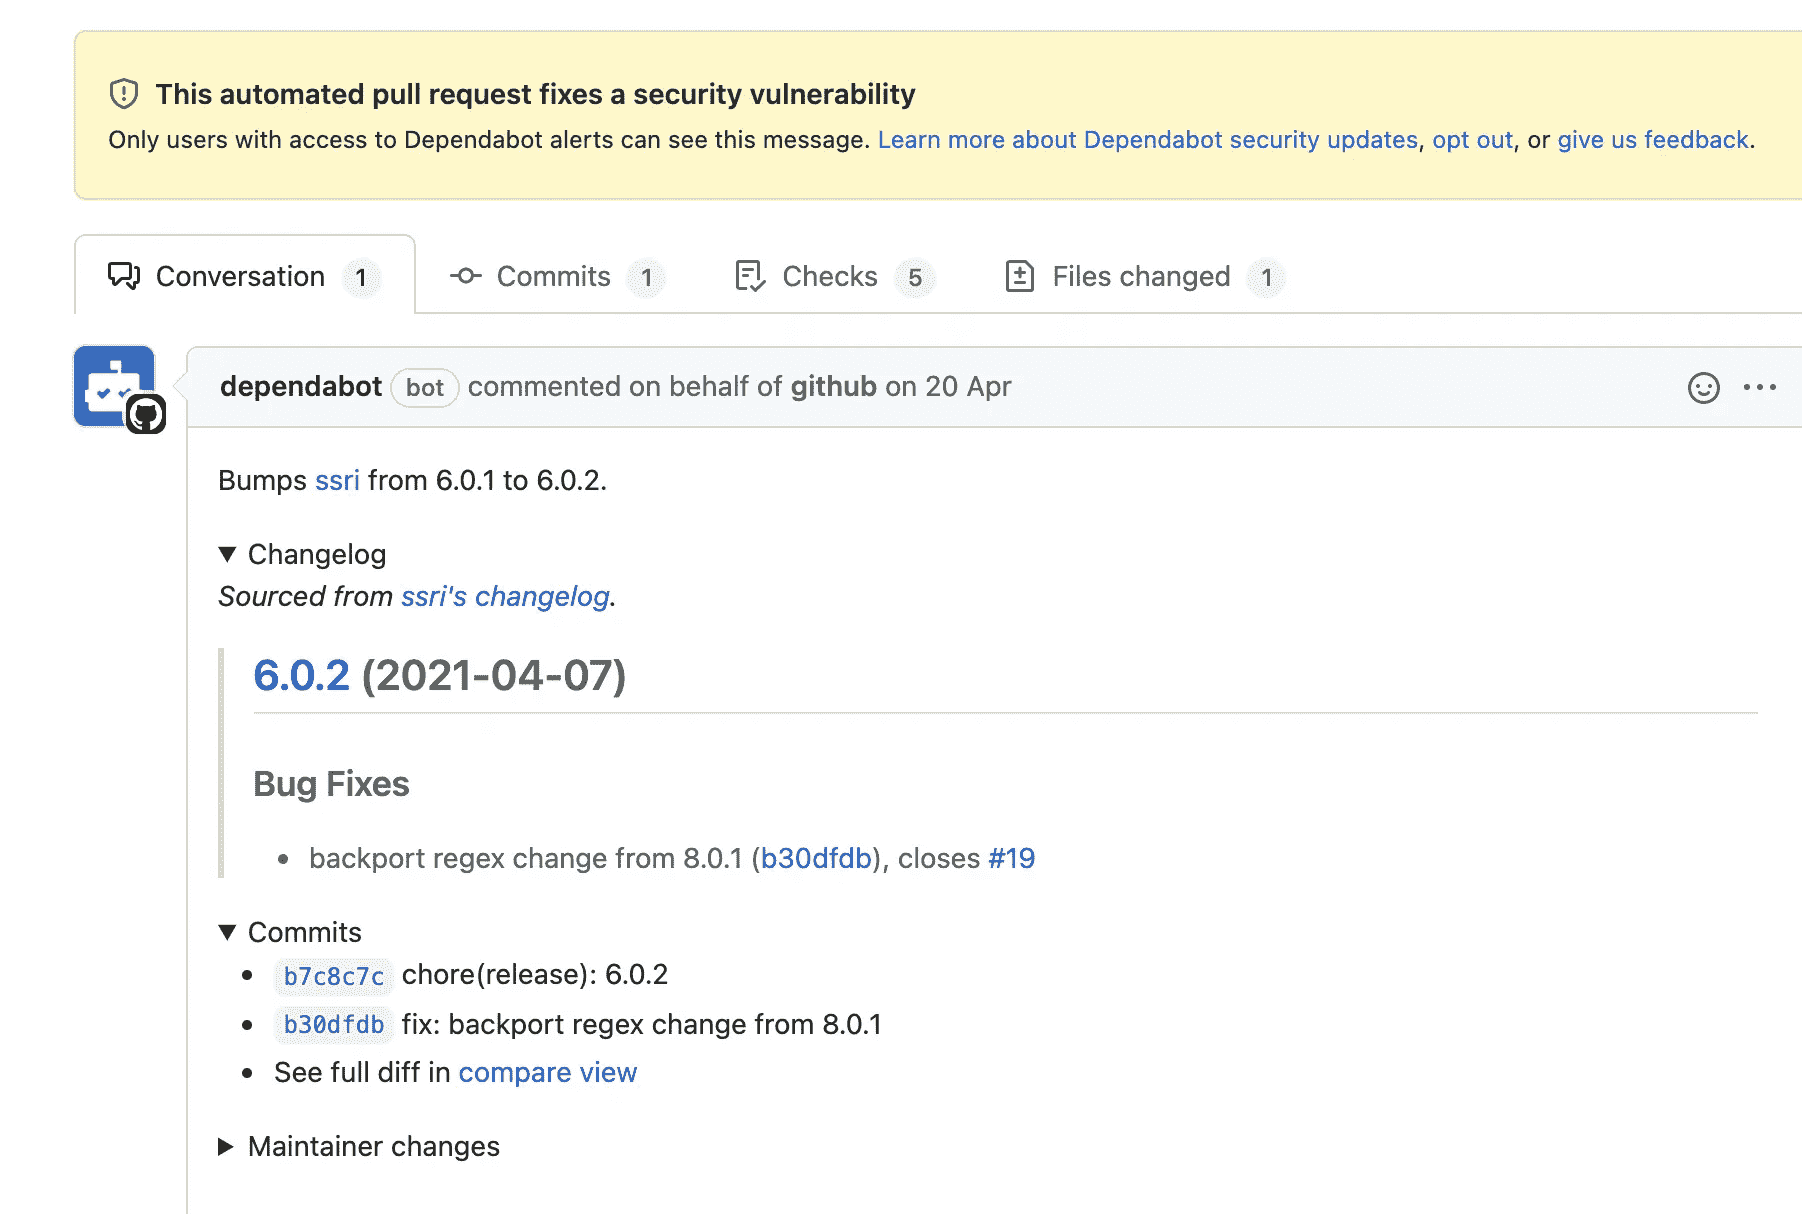 This automated pull request fixes a security vulnerability
Only users with access to Dependabot alerts can see this message. Learn more about Dependabot security updates, opt out, or give us feedback.
Conversation 1 Commits 1 Checks 5 Files changed 1
dependabot bot commented on behalf of github on 20 Apr
Bumps ssri from 6.0.1 to 6.0.2.
Changelog
Sourced from ssri's changelog.
6.0.2 (2021-04-07)
Bug Fixes
• backport regex change from 8.0.1 (b30dfdb), closes #19
Commits
• b7c8c7c chore(release): 6.0.2
• b30dfdb fix: backport regex change from 8.0.1
• See full diff in compare view
Maintainer changes